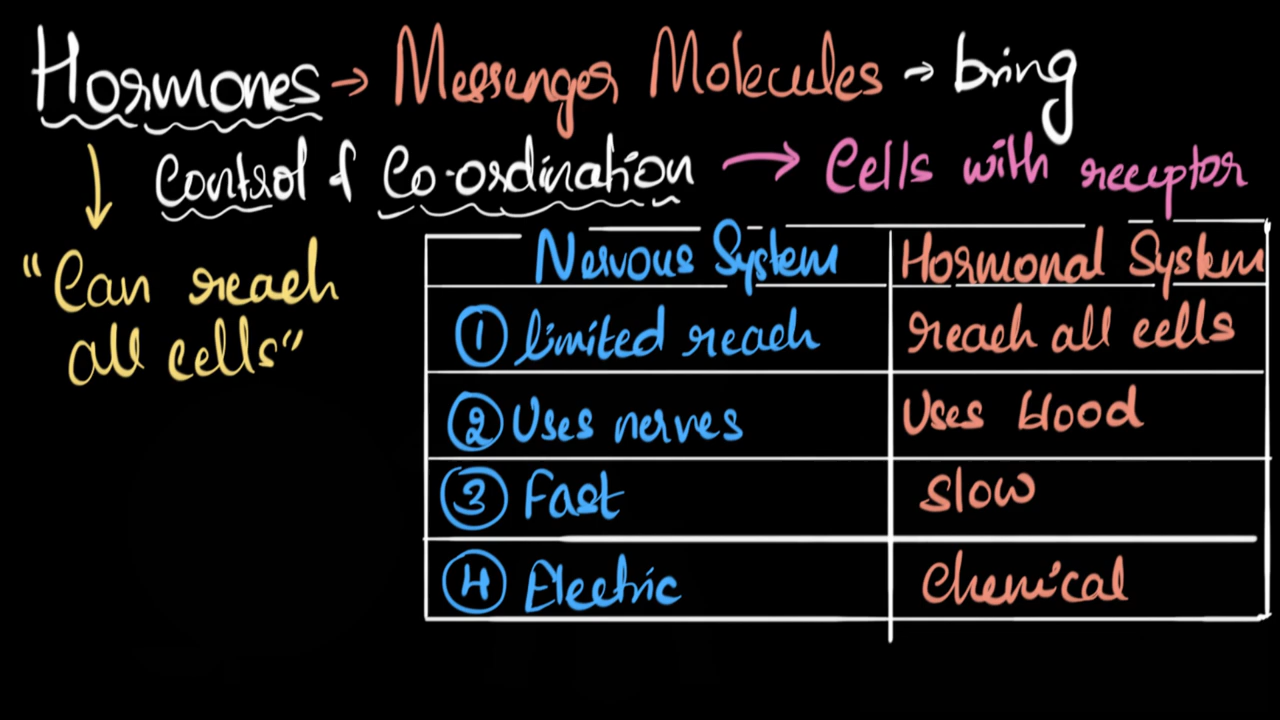 Hormones → Messenger Molecules → bring
Control & Co-ordination → Cells with receptor
"Can reach
all cells"
Nervous System Hormonal System
① limited reach reach all cells
② Uses nerves Uses blood
③ Fast Slow
④ Electric Chemical